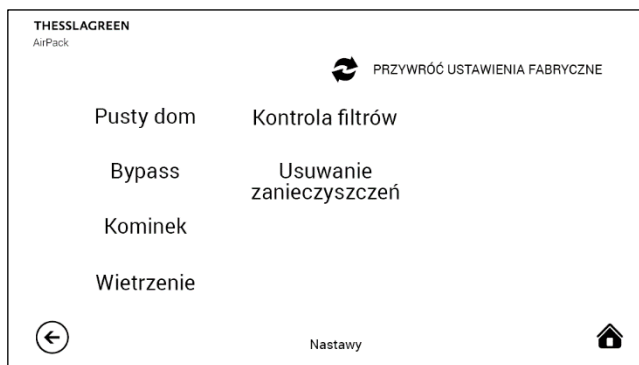 THESSLAGREEN
AirPack
PRZYWRÓĆ USTAWIENIA FABRYCZNE
Pusty dom
Kontrola filtrów
Bypass
Usuwanie
zanieczyszczeń
Kominek
Wietrzenie
Nastawy